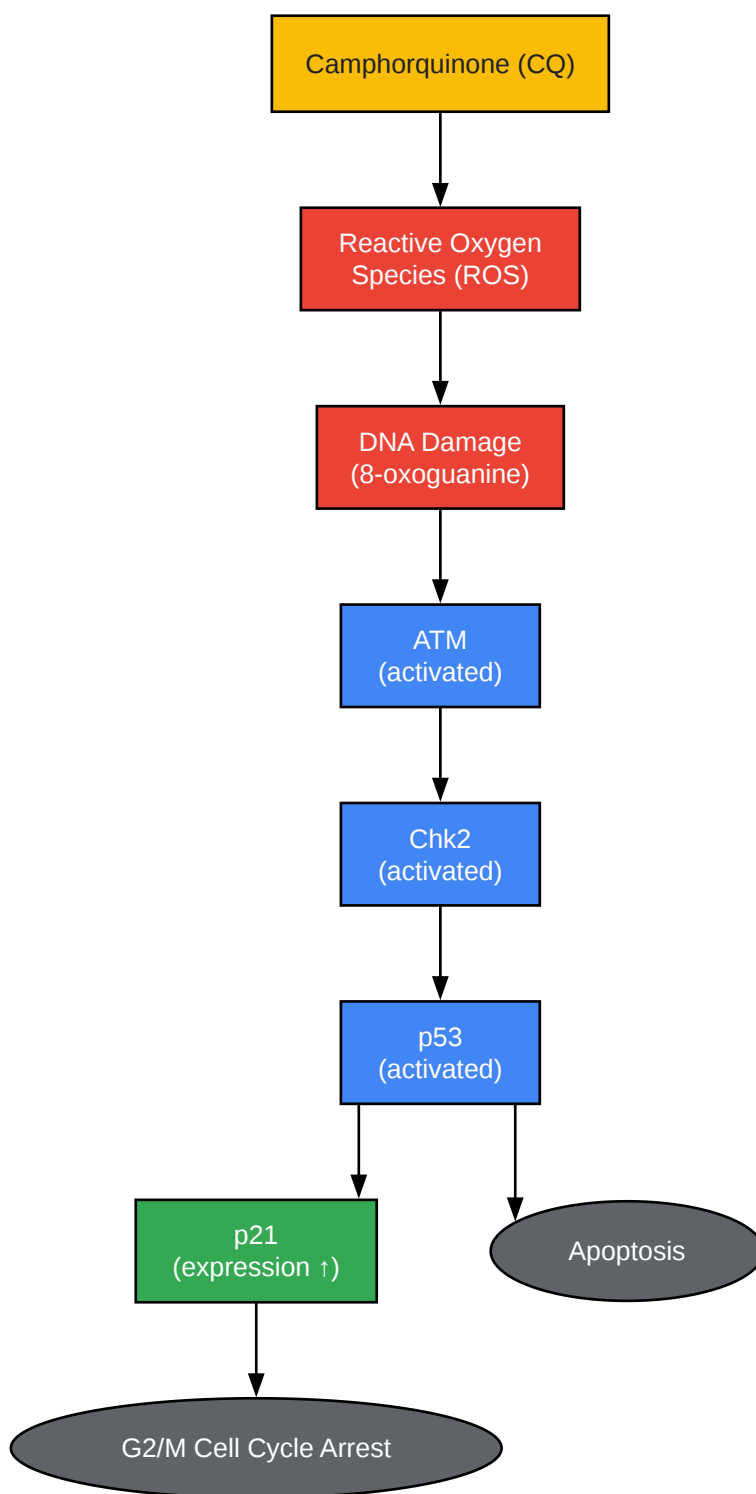 Camphorquinone (CQ)
Reactive Oxygen
Species (ROS)
DNA Damage
(8-oxoguanine)
ATM
(activated)
Chk2
(activated)
p53
(activated)
p21
(expression ↑)
Apoptosis
G2/M Cell Cycle Arrest